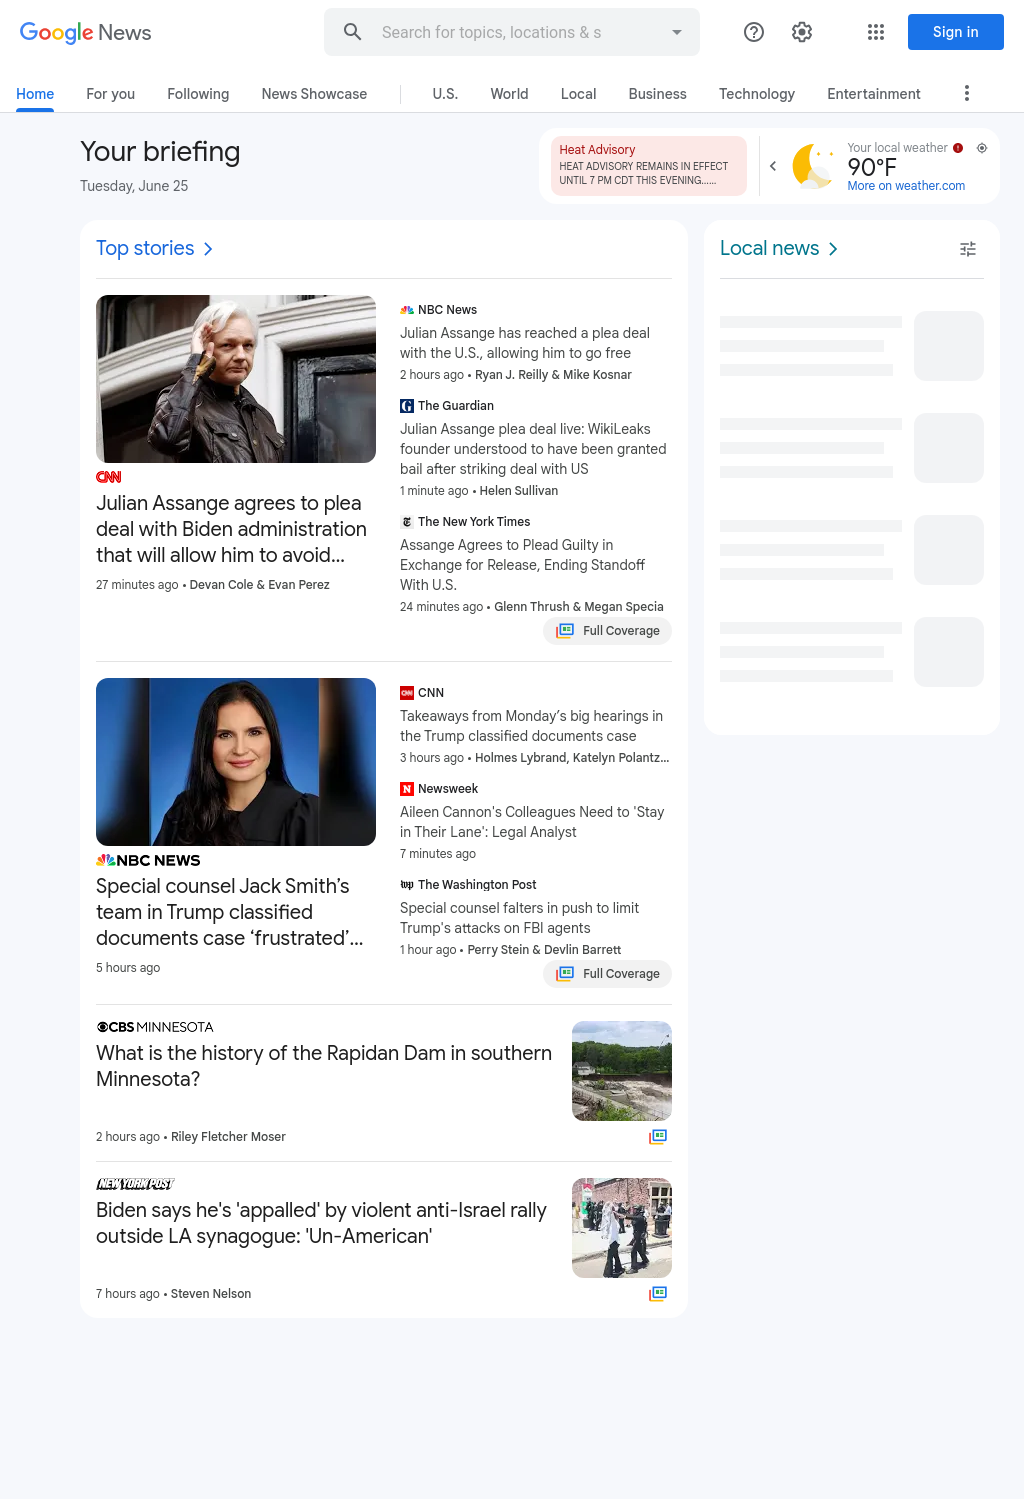 Google News
Search for topics, locations & s
Sign in
Home
For you
Following
News Showcase
U.S.
World
Local
Business
Technology
Entertainment
Your briefing
Tuesday, June 25
Heat Advisory
HEAT ADVISORY REMAINS IN EFFECT
UNTIL 7 PM CDT THIS EVENING......
Your local weather
90°F
More on weather.com
Top stories
CNN
Julian Assange agrees to plea
deal with Biden administration
that will allow him to avoid...
27 minutes ago • Devan Cole & Evan Perez
NBC News
Julian Assange has reached a plea deal
with the U.S., allowing him to go free
2 hours ago • Ryan J. Reilly & Mike Kosnar
The Guardian
Julian Assange plea deal live: WikiLeaks
founder understood to have been granted
bail after striking deal with US
1 minute ago • Helen Sullivan
The New York Times
Assange Agrees to Plead Guilty in
Exchange for Release, Ending Standoff
With U.S.
24 minutes ago • Glenn Thrush & Megan Specia
Full Coverage
NBC NEWS
Special counsel Jack Smith’s
team in Trump classified
documents case ‘frustrated’...
5 hours ago
CNN
Takeaways from Monday’s big hearings in
the Trump classified documents case
3 hours ago • Holmes Lybrand, Katelyn Polantz...
Newsweek
Aileen Cannon's Colleagues Need to 'Stay
in Their Lane': Legal Analyst
7 minutes ago
The Washington Post
Special counsel falters in push to limit
Trump's attacks on FBI agents
1 hour ago • Perry Stein & Devlin Barrett
Full Coverage
CBS MINNESOTA
What is the history of the Rapidan Dam in southern
Minnesota?
2 hours ago • Riley Fletcher Moser
NEW YORK POST
Biden says he's 'appalled' by violent anti-Israel rally
outside LA synagogue: 'Un-American'
7 hours ago • Steven Nelson
Local news